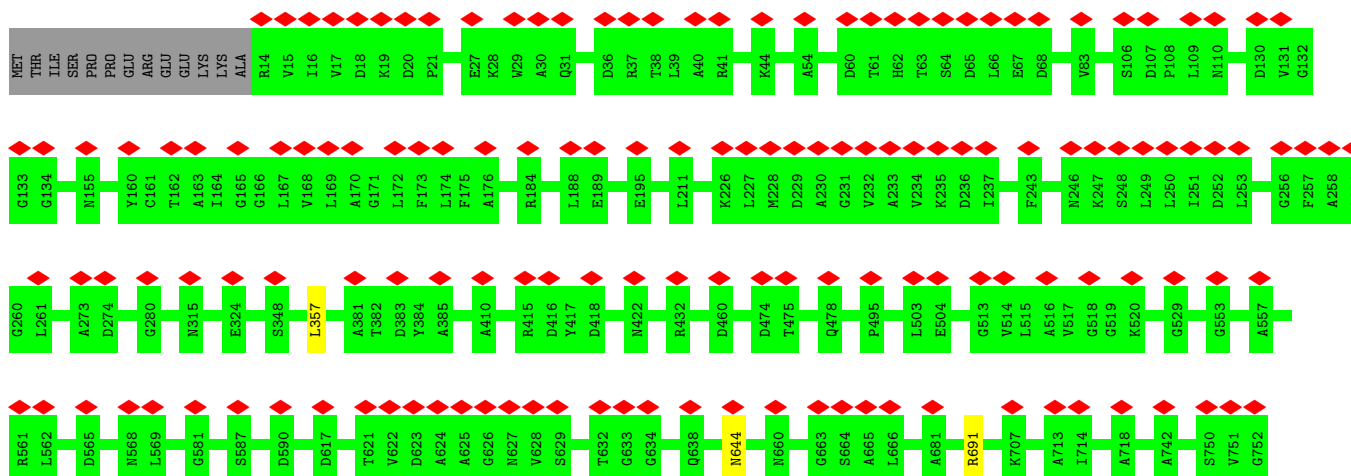 MET THR ILE SER PRO PRO GLU ARG GLU GLU LYS LYS ALA R14 V15 I16 V17 D18 K19 D20 P21 E27 K28 W29 A30 Q31 D36 R37 T38 L39 A40 R41 K44 A54 D60 T61 H62 T63 S64 D65 L66 E67 D68 V83 S106 D107 P108 L109 N110 D130 V131 G132
G133 G134 N155 Y160 C161 T162 A163 I164 G165 G166 L167 V168 L169 A170 G171 L172 F173 L174 F175 A176 R184 L188 E189 E195 L211 K226 L227 M228 D229 A230 G231 V232 A233 V234 K235 D236 I237 F243 N246 K247 S248 L249 L250 I251 D252 L253 G256 F257 A258
G260 L261 A273 D274 G280 N315 E324 S348 L357 A381 T382 D383 Y384 A385 A410 R415 D416 Y417 D418 N422 R432 D460 D474 T475 Q478 P495 L503 E504 G513 V514 L515 A516 V517 G518 G519 K520 G529 G553 A557
R561 L562 D565 N568 L569 G581 S587 D590 D617 T621 V622 D623 A624 A625 G626 N627 V628 S629 T632 G633 G634 Q638 N644 N660 G663 S664 A665 L666 A681 R691 K707 A713 I714 A718 A742 S750 V751 G752